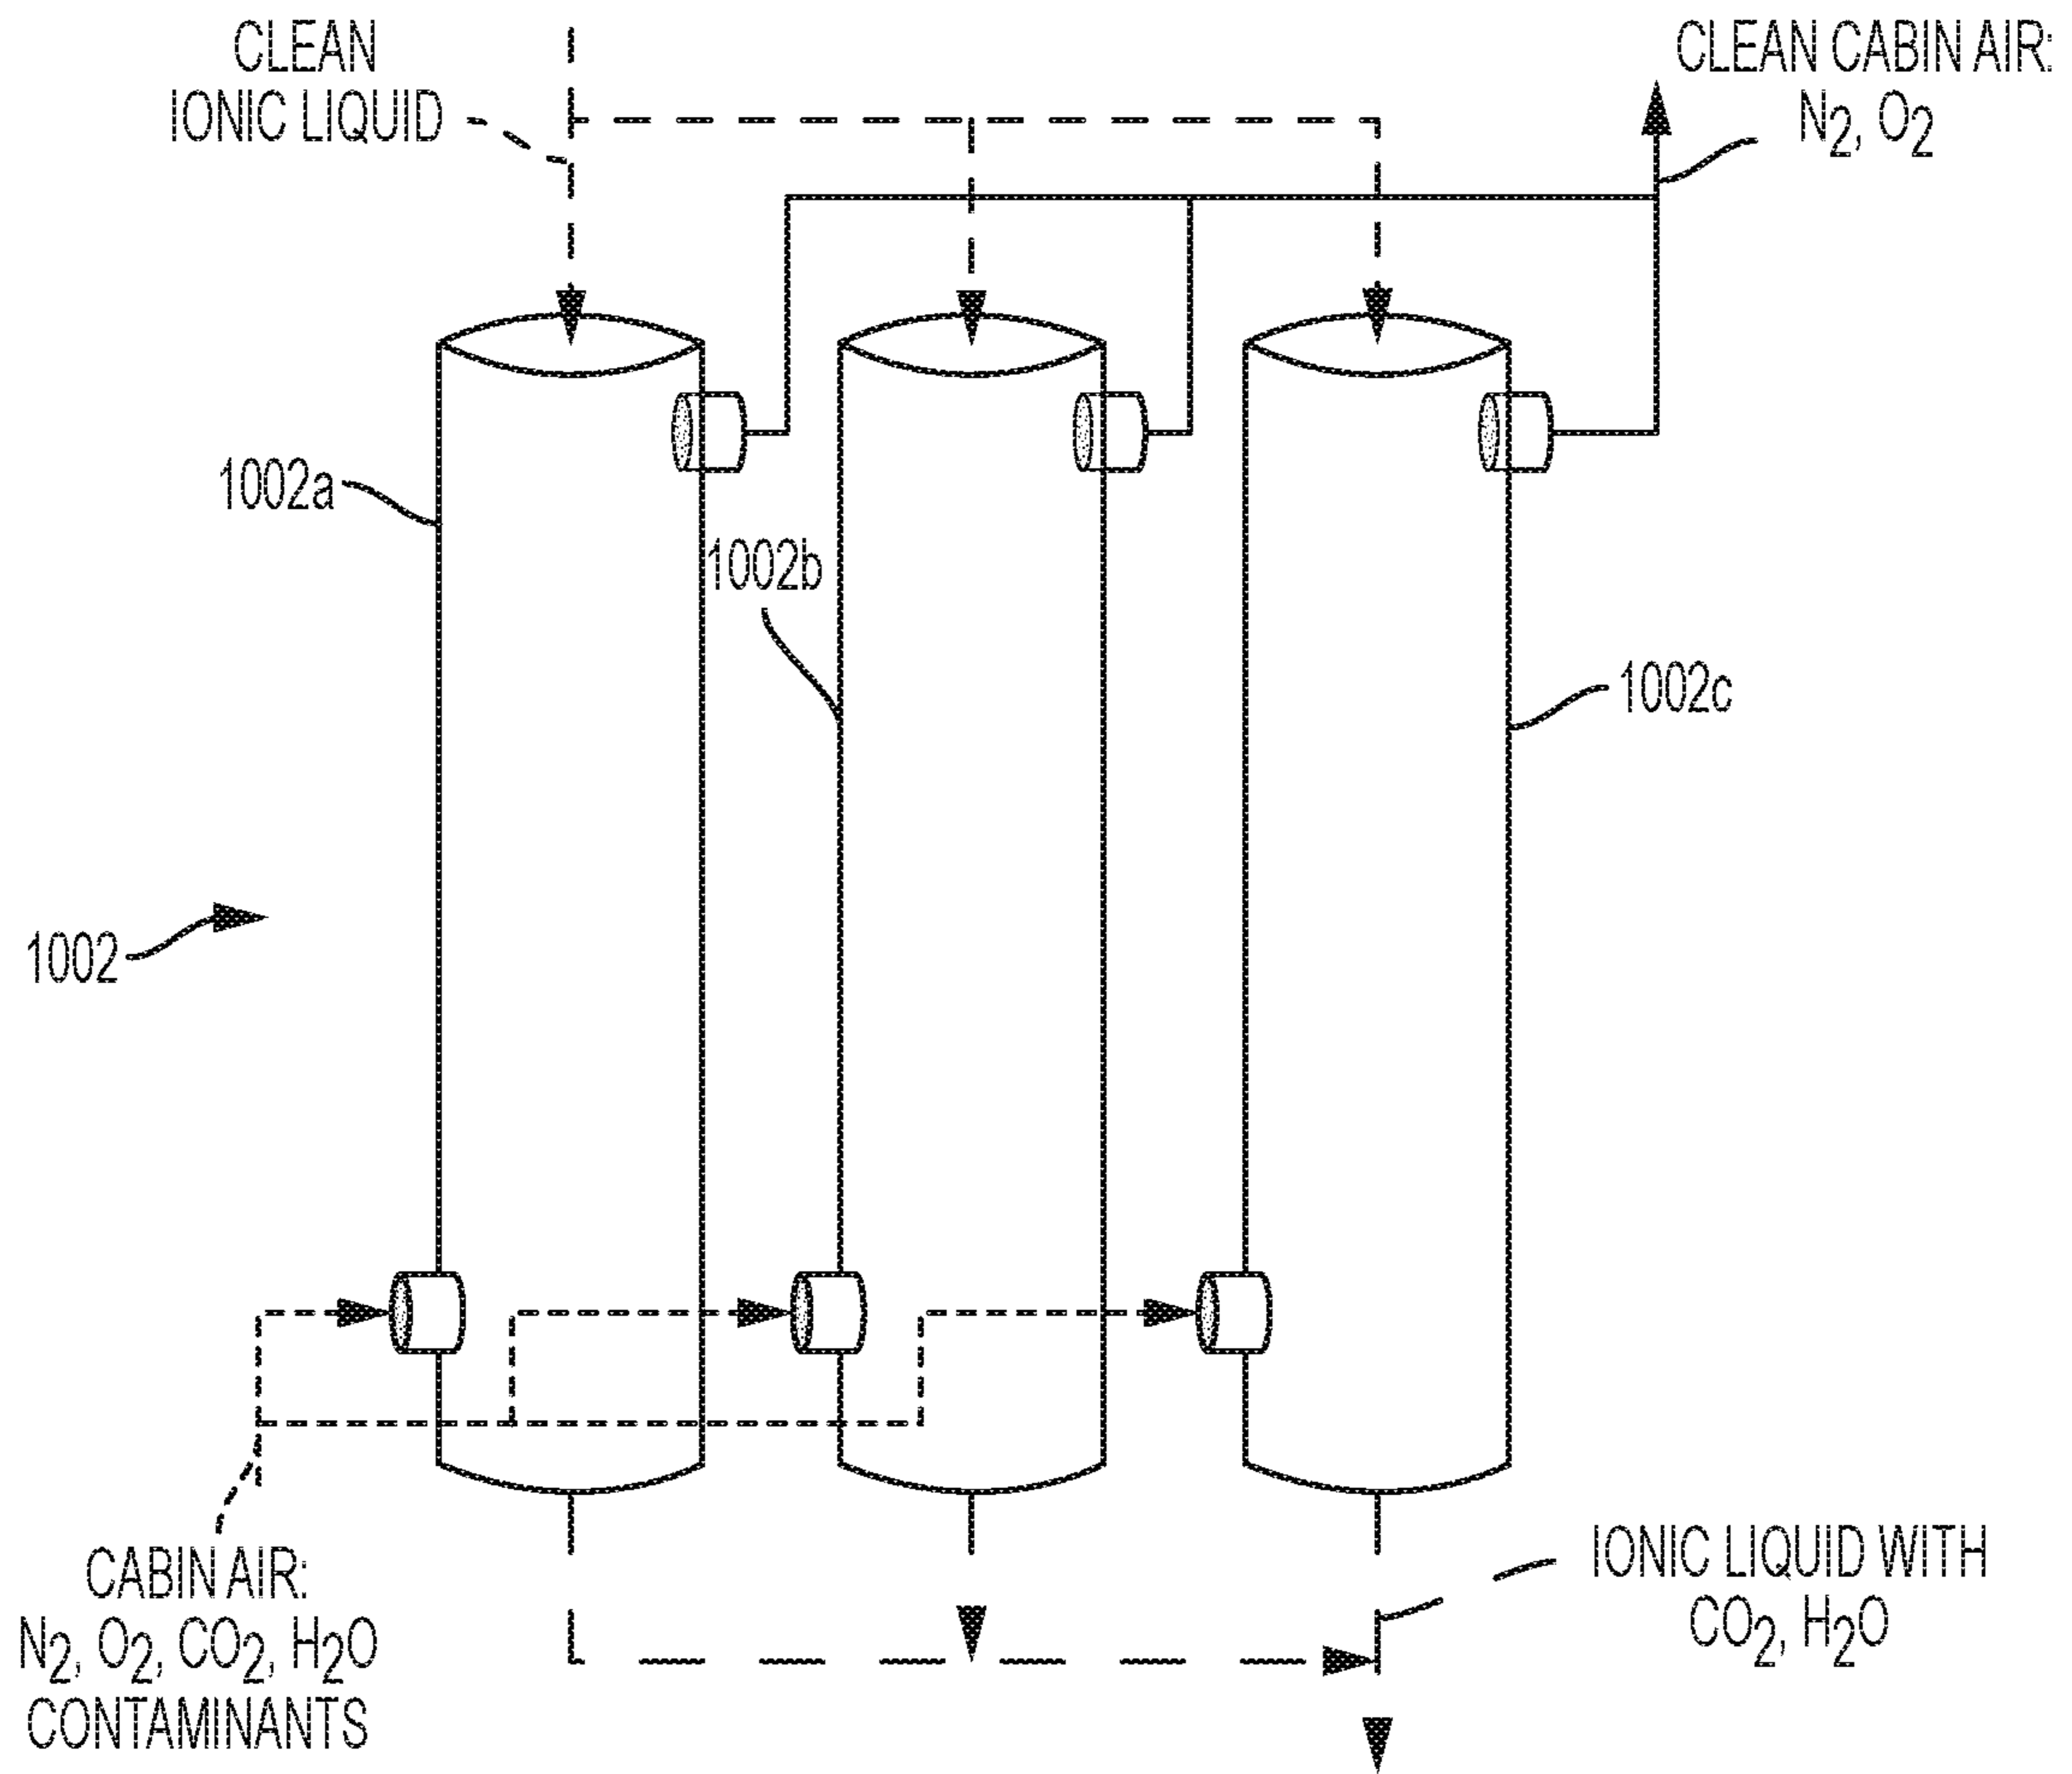 CLEAN
IONIC LIQUID
CLEAN CABIN AIR:
N2, O2
1002a
1002b
1002c
1002
CABIN AIR:
N2, O2, CO2, H2O
CONTAMINANTS
IONIC LIQUID WITH
CO2, H2O